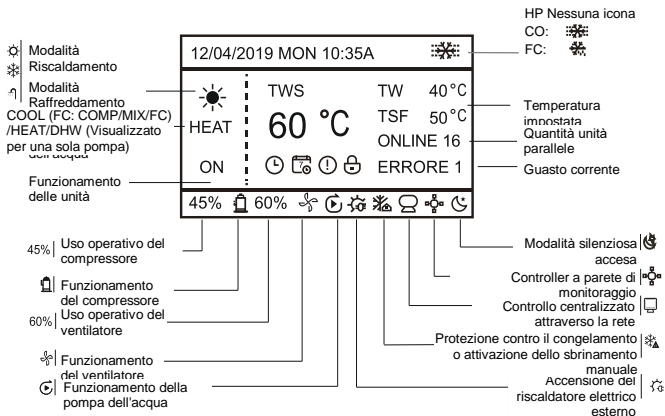 HP Nessuna icona
CO:
FC:
12/04/2019 MON 10:35A
Modalità
Riscaldamento
Modalità
Raffreddamento
COOL (FC: COMP/MIX/FC)
/HEAT/DHW (Visualizzato
per una sola pompa)
dell'acqua
Funzionamento
delle unità
HEAT
ON
TWS
60 °C
TW 40°C
TSF 50°C
ONLINE 16
ERRORE 1
Temperatura
impostata
Quantità unità
parallele
Guasto corrente
45% 60%
45% Uso operativo del
compressore
Funzionamento
del compressore
60% Uso operativo del
ventilatore
Funzionamento
del ventilatore
Funzionamento della
pompa dell'acqua
Modalità silenziosa
accesa
Controller a parete di
monitoraggio
Controllo centralizzato
attraverso la rete
Protezione contro il congelamento
o attivazione dello sbrinamento
manuale
Accensione del
riscaldatore elettrico
esterno